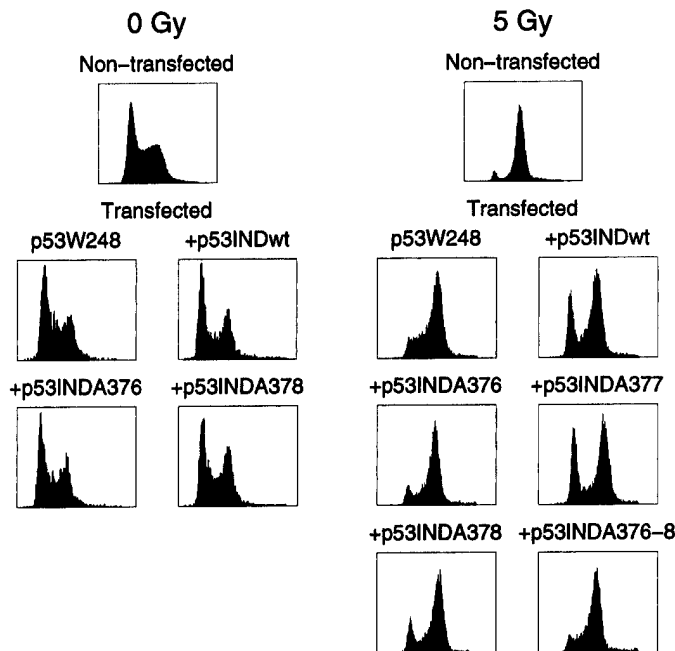 0 Gy
Non-transfected
Transfected
p53W248 +p53INDwt
+p53INDA376 +p53INDA378
5 Gy
Non-transfected
Transfected
p53W248 +p53INDwt
+p53INDA376 +p53INDA377
+p53INDA378 +p53INDA376-8